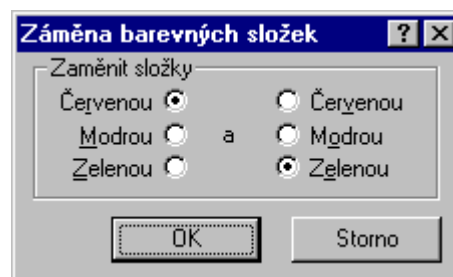 Záměna barevných složek
Zaměnit složky
Červenou Červenou
Modrou a Modrou
Zelenou Zelenou
OK Storno